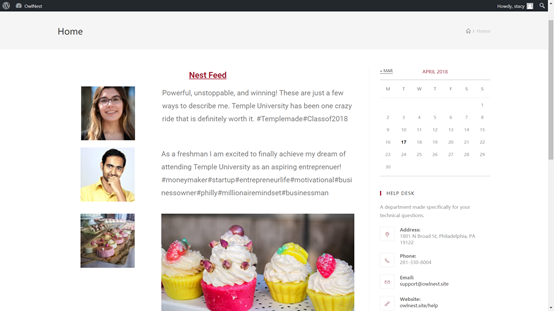 OwlNest
Howdy, stacy
Home
Home
Nest Feed
Powerful, unstoppable, and winning! These are just a few
ways to describe me. Temple University has been one crazy
ride that is definitely worth it. #Templemade#Classof2018
As a freshman I am excited to finally achieve my dream of
attending Temple University as an aspiring entreprenuer!
#moneymaker#startup#entrepreneurlife#motivational#busi
nessowner#philly#millionairemindset#businessman
« MAR
APRIL 2018
M T W T F S S
1
2 3 4 5 6 7 8
9 10 11 12 13 14 15
16 17 18 19 20 21 22
23 24 25 26 27 28 29
30
HELP DESK
A department made specifically for your
technical questions.
Address:
1801 N Broad St, Philadelphia, PA
19122
Phone:
201-335-9004
Email:
support@owlnest.site
Website:
owlnest.site/help